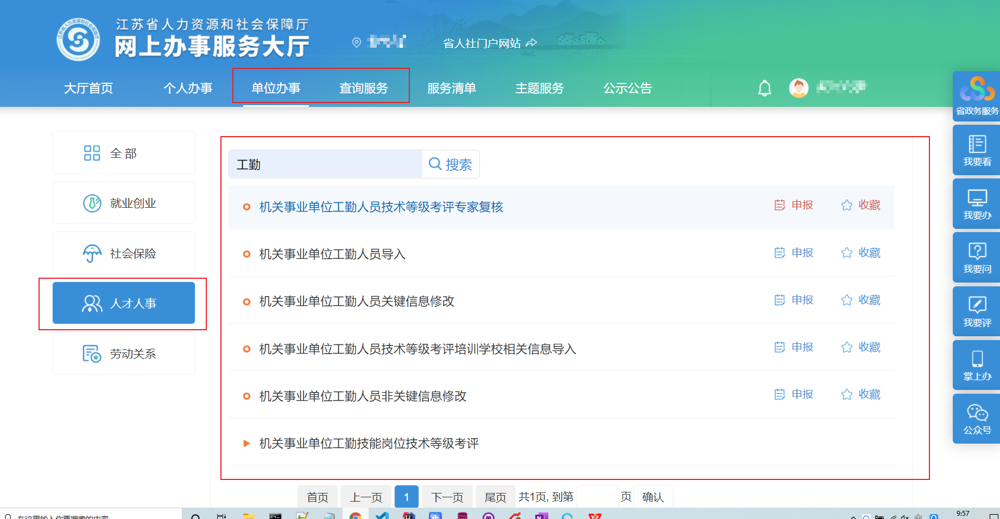 江苏省人力资源和社会保障厅
网上办事服务大厅
省人社门户网站
大厅首页 个人办事 单位办事 查询服务 服务清单 主题服务 公示公告
省政务服务
我要看
我要办
我要问
我要评
掌上办
公众号
全 部
就业创业
社会保险
人才人事
劳动关系
工勤 搜索
机关事业单位工勤人员技术等级考评专家复核 申报 收藏
机关事业单位工勤人员导入 申报 收藏
机关事业单位工勤人员关键信息修改 申报 收藏
机关事业单位工勤人员技术等级考评培训学校相关信息导入 申报 收藏
机关事业单位工勤人员非关键信息修改 申报 收藏
机关事业单位工勤技能岗位技术等级考评
首页 上一页 1 下一页 尾页 共1页, 到第 页 确认
在这里输入你要搜索的内容
9:57